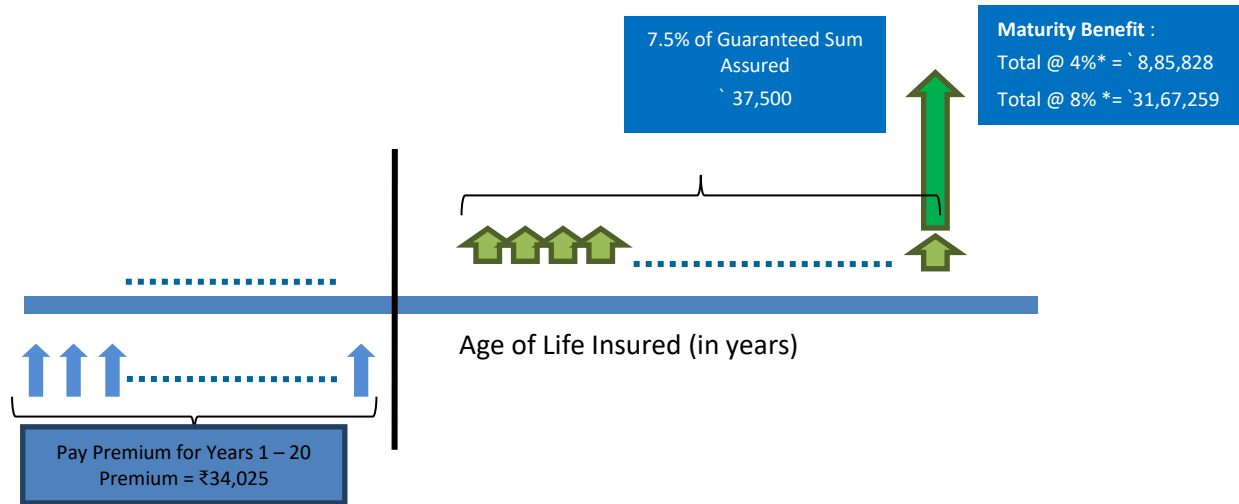 7.5% of Guaranteed Sum
Assured
` 37,500
Maturity Benefit :
Total @ 4%* = ` 8,85,828
Total @ 8% *= `31,67,259
Age of Life Insured (in years)
Pay Premium for Years 1 – 20
Premium = ₹34,025